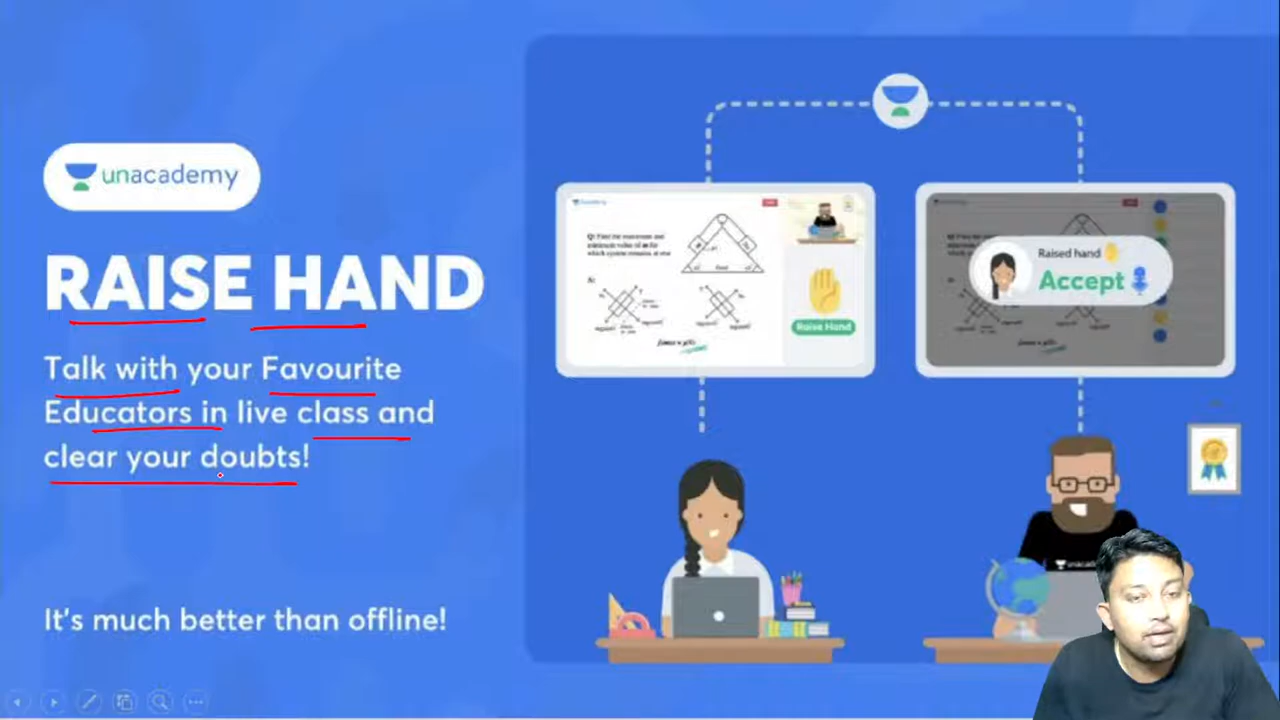 unacademy
RAISE HAND
Talk with your Favourite
Educators in live class and
clear your doubts!
It's much better than offline!
Raise Hand
Raised hand
Accept
unacademy